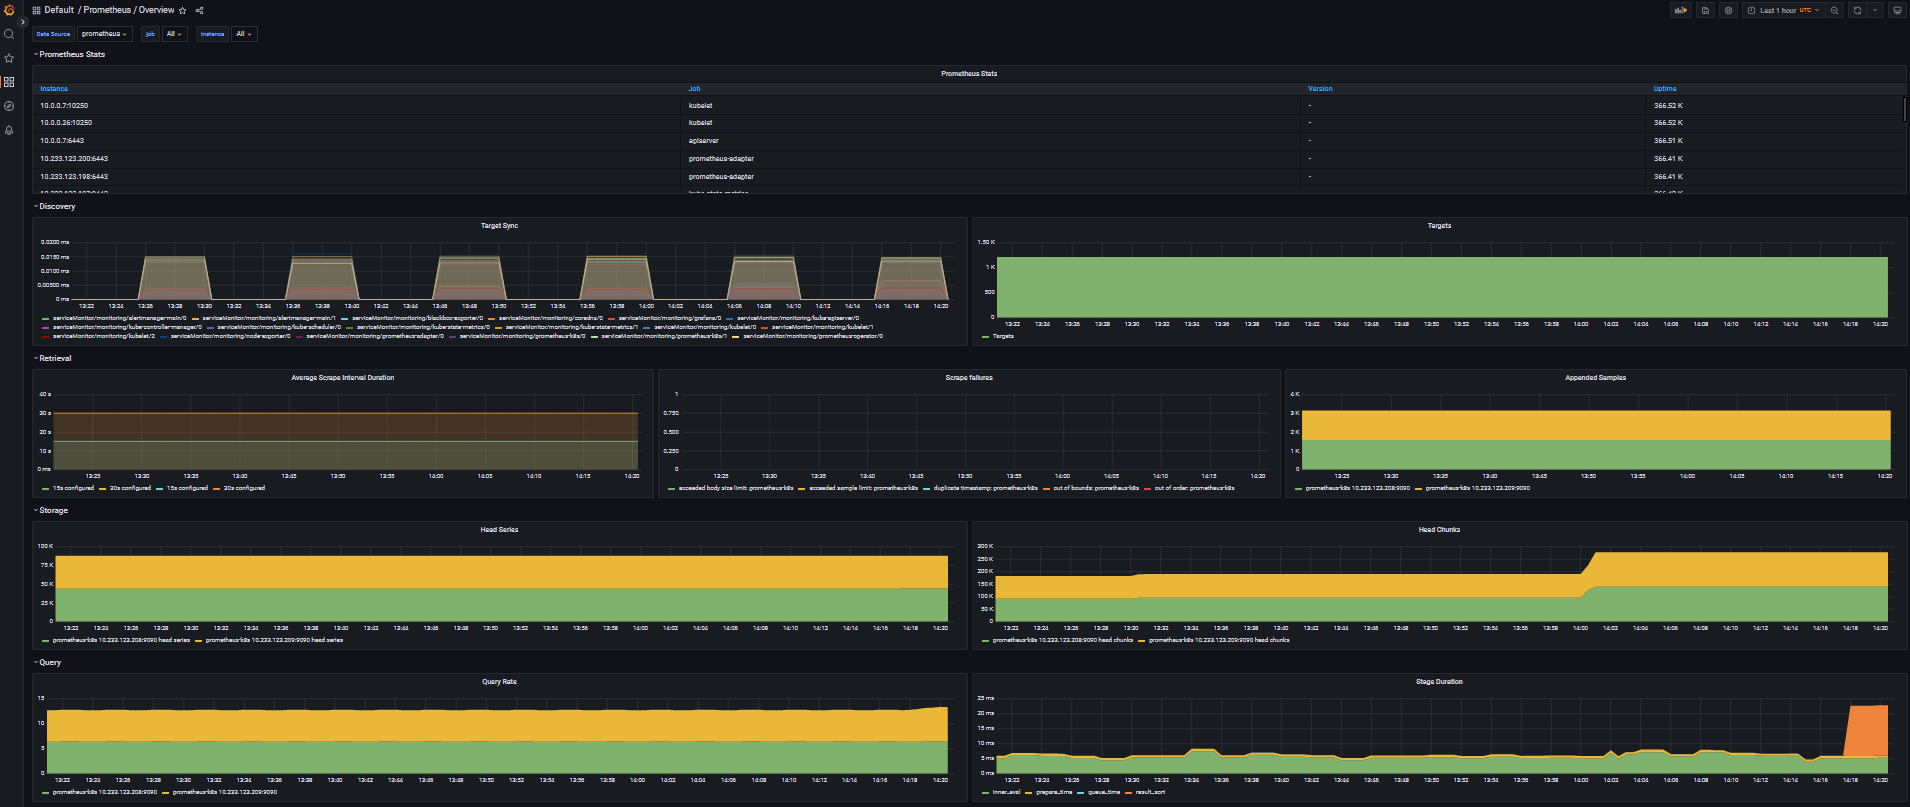 Default / Prometheus / Overview
Last 1 hour UTC
Data Source prometheus Job All Instance All
Prometheus Stats
Prometheus Stats
Instance Job Version Uptime
10.0.0.7:10250 kubelet - 366.52 K
10.0.0.26:10250 kubelet - 366.52 K
10.0.0.7:6443 apiserver - 366.51 K
10.233.123.200:6443 prometheus-adapter - 366.41 K
10.233.123.198:6443 prometheus-adapter - 366.41 K
Discovery
Target Sync
0.0200 ms
0.0150 ms
0.0100 ms
0.00500 ms
0 ms
13:22 13:24 13:26 13:28 13:30 13:32 13:34 13:36 13:38 13:40 13:42 13:44 13:46 13:48 13:50 13:52 13:54 13:56 13:58 14:00 14:02 14:04 14:06 14:08 14:10 14:12 14:14 14:16 14:18 14:20
serviceMonitor/monitoring/alertmanager-main/0 serviceMonitor/monitoring/alertmanager-main/1 serviceMonitor/monitoring/blackbox-exporter/0 serviceMonitor/monitoring/coredns/0 serviceMonitor/monitoring/grafana/0 serviceMonitor/monitoring/kube-apiserver/0
serviceMonitor/monitoring/kube-controller-manager/0 serviceMonitor/monitoring/kube-scheduler/0 serviceMonitor/monitoring/kube-state-metrics/0 serviceMonitor/monitoring/kube-state-metrics/1 serviceMonitor/monitoring/kubelet/0 serviceMonitor/monitoring/kubelet/1
serviceMonitor/monitoring/kubelet/2 serviceMonitor/monitoring/node-exporter/0 serviceMonitor/monitoring/prometheus-adapter/0 serviceMonitor/monitoring/prometheus-k8s/0 serviceMonitor/monitoring/prometheus-k8s/1 serviceMonitor/monitoring/prometheus-operator/0
Targets
1.50 K
1 K
500
0
13:22 13:24 13:26 13:28 13:30 13:32 13:34 13:36 13:38 13:40 13:42 13:44 13:46 13:48 13:50 13:52 13:54 13:56 13:58 14:00 14:02 14:04 14:06 14:08 14:10 14:12 14:14 14:16 14:18 14:20
Targets
Retrieval
Average Scrape Interval Duration
40 s
30 s
20 s
10 s
0 ms
13:25 13:30 13:35 13:40 13:45 13:50 13:55 14:00 14:05 14:10 14:15 14:20
15s configured 30s configured 15s configured 30s configured
Scrape failures
1
0.750
0.500
0.250
0
13:25 13:30 13:35 13:40 13:45 13:50 13:55 14:00 14:05 14:10 14:15 14:20
exceeded body size limit: prometheus-k8s exceeded sample limit: prometheus-k8s duplicate timestamp: prometheus-k8s out of bounds: prometheus-k8s out of order: prometheus-k8s
Appended Samples
4 K
3 K
2 K
1 K
0
13:25 13:30 13:35 13:40 13:45 13:50 13:55 14:00 14:05 14:10 14:15 14:20
prometheus-k8s 10.233.123.208:9090 prometheus-k8s 10.233.123.209:9090
Storage
Head Series
100 K
75 K
50 K
25 K
0
13:22 13:24 13:26 13:28 13:30 13:32 13:34 13:36 13:38 13:40 13:42 13:44 13:46 13:48 13:50 13:52 13:54 13:56 13:58 14:00 14:02 14:04 14:06 14:08 14:10 14:12 14:14 14:16 14:18 14:20
prometheus-k8s 10.233.123.208:9090 head series prometheus-k8s 10.233.123.209:9090 head series
Head Chunks
300 K
250 K
200 K
150 K
100 K
50 K
0
13:22 13:24 13:26 13:28 13:30 13:32 13:34 13:36 13:38 13:40 13:42 13:44 13:46 13:48 13:50 13:52 13:54 13:56 13:58 14:00 14:02 14:04 14:06 14:08 14:10 14:12 14:14 14:16 14:18 14:20
prometheus-k8s 10.233.123.208:9090 head chunks prometheus-k8s 10.233.123.209:9090 head chunks
Query
Query Rate
15
10
5
0
13:22 13:24 13:26 13:28 13:30 13:32 13:34 13:36 13:38 13:40 13:42 13:44 13:46 13:48 13:50 13:52 13:54 13:56 13:58 14:00 14:02 14:04 14:06 14:08 14:10 14:12 14:14 14:16 14:18 14:20
prometheus-k8s 10.233.123.208:9090 prometheus-k8s 10.233.123.209:9090
Stage Duration
25 ms
20 ms
15 ms
10 ms
5 ms
0 ms
13:22 13:24 13:26 13:28 13:30 13:32 13:34 13:36 13:38 13:40 13:42 13:44 13:46 13:48 13:50 13:52 13:54 13:56 13:58 14:00 14:02 14:04 14:06 14:08 14:10 14:12 14:14 14:16 14:18 14:20
inner_eval prepare_time queue_time result_sort